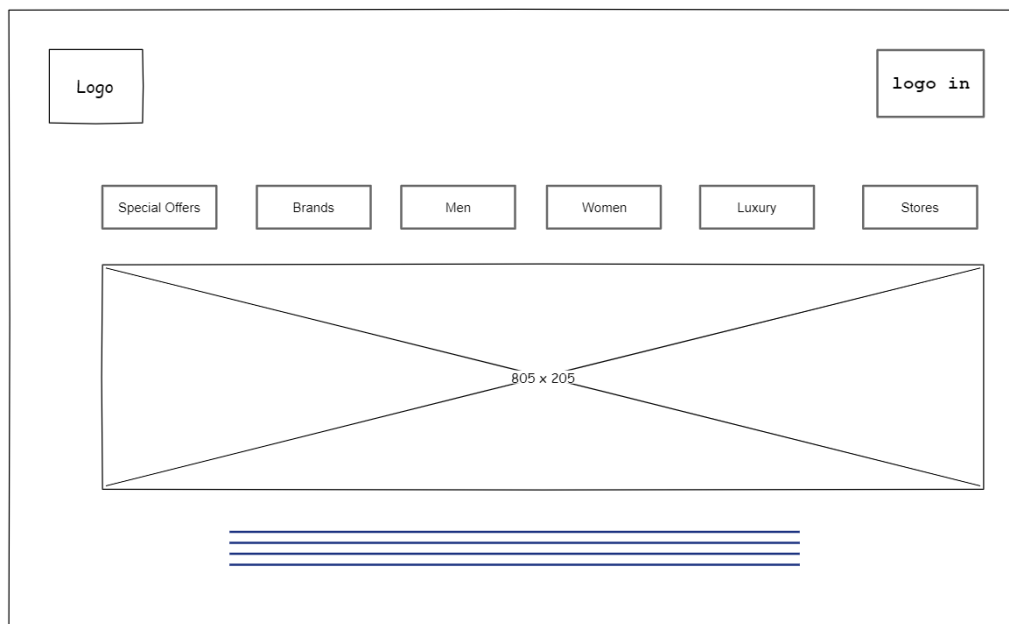 Logo
logo in
Special Offers
Brands
Men
Women
Luxury
Stores
805 x 205